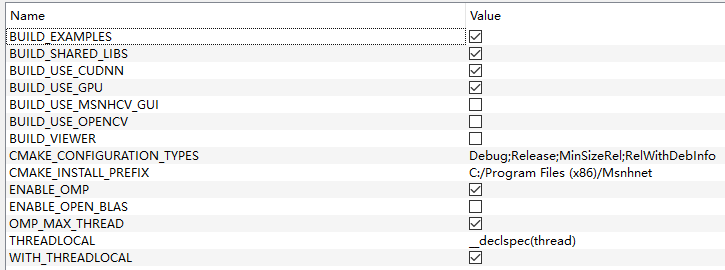 Name Value
BUILD_EXAMPLES
BUILD_SHARED_LIBS
BUILD_USE_CUDNN
BUILD_USE_GPU
BUILD_USE_MSNHCV_GUI
BUILD_USE_OPENCV
BUILD_VIEWER
CMAKE_CONFIGURATION_TYPES Debug;Release;MinSizeRel;RelWithDebInfo
CMAKE_INSTALL_PREFIX C:/Program Files (x86)/Msnhnet
ENABLE_OMP
ENABLE_OPEN_BLAS
OMP_MAX_THREAD
THREADLOCAL __declspec(thread)
WITH_THREADLOCAL